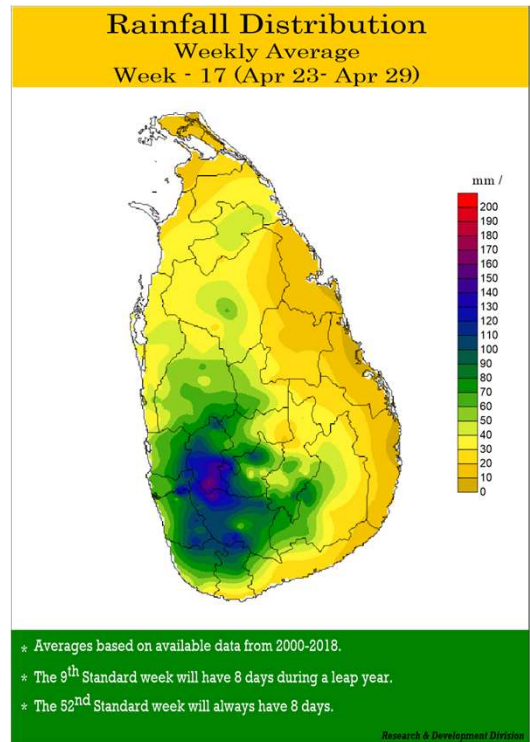 Rainfall Distribution
Weekly Average
Week - 17 (Apr 23- Apr 29)
mm /
200
190
180
170
160
150
140
130
120
110
100
90
80
70
60
50
40
30
20
10
0
* Averages based on available data from 2000-2018.
* The 9th Standard week will have 8 days during a leap year.
* The 52nd Standard week will always have 8 days.
Research & Development Division